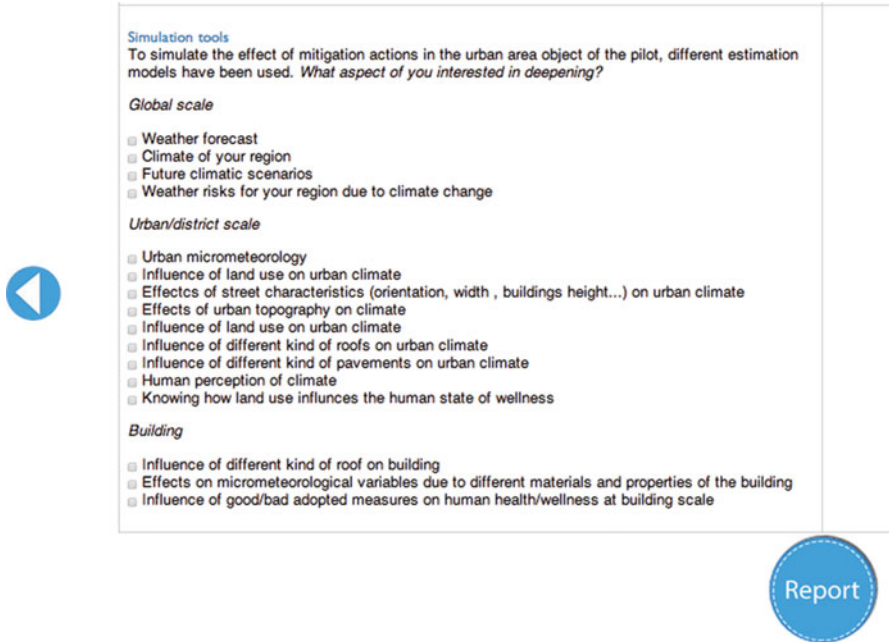 Simulation tools
To simulate the effect of mitigation actions in the urban area object of the pilot, different estimation
models have been used. What aspect of you interested in deepening?
Global scale
Weather forecast
Climate of your region
Future climatic scenarios
Weather risks for your region due to climate change
Urban/district scale
Urban micrometeorology
Influence of land use on urban climate
Effectcs of street characteristics (orientation, width , buildings height...) on urban climate
Effects of urban topography on climate
Influence of land use on urban climate
Influence of different kind of roofs on urban climate
Influence of different kind of pavements on urban climate
Human perception of climate
Knowing how land use influnces the human state of wellness
Building
Influence of different kind of roof on building
Effects on micrometeorological variables due to different materials and properties of the building
Influence of good/bad adopted measures on human health/wellness at building scale
Report